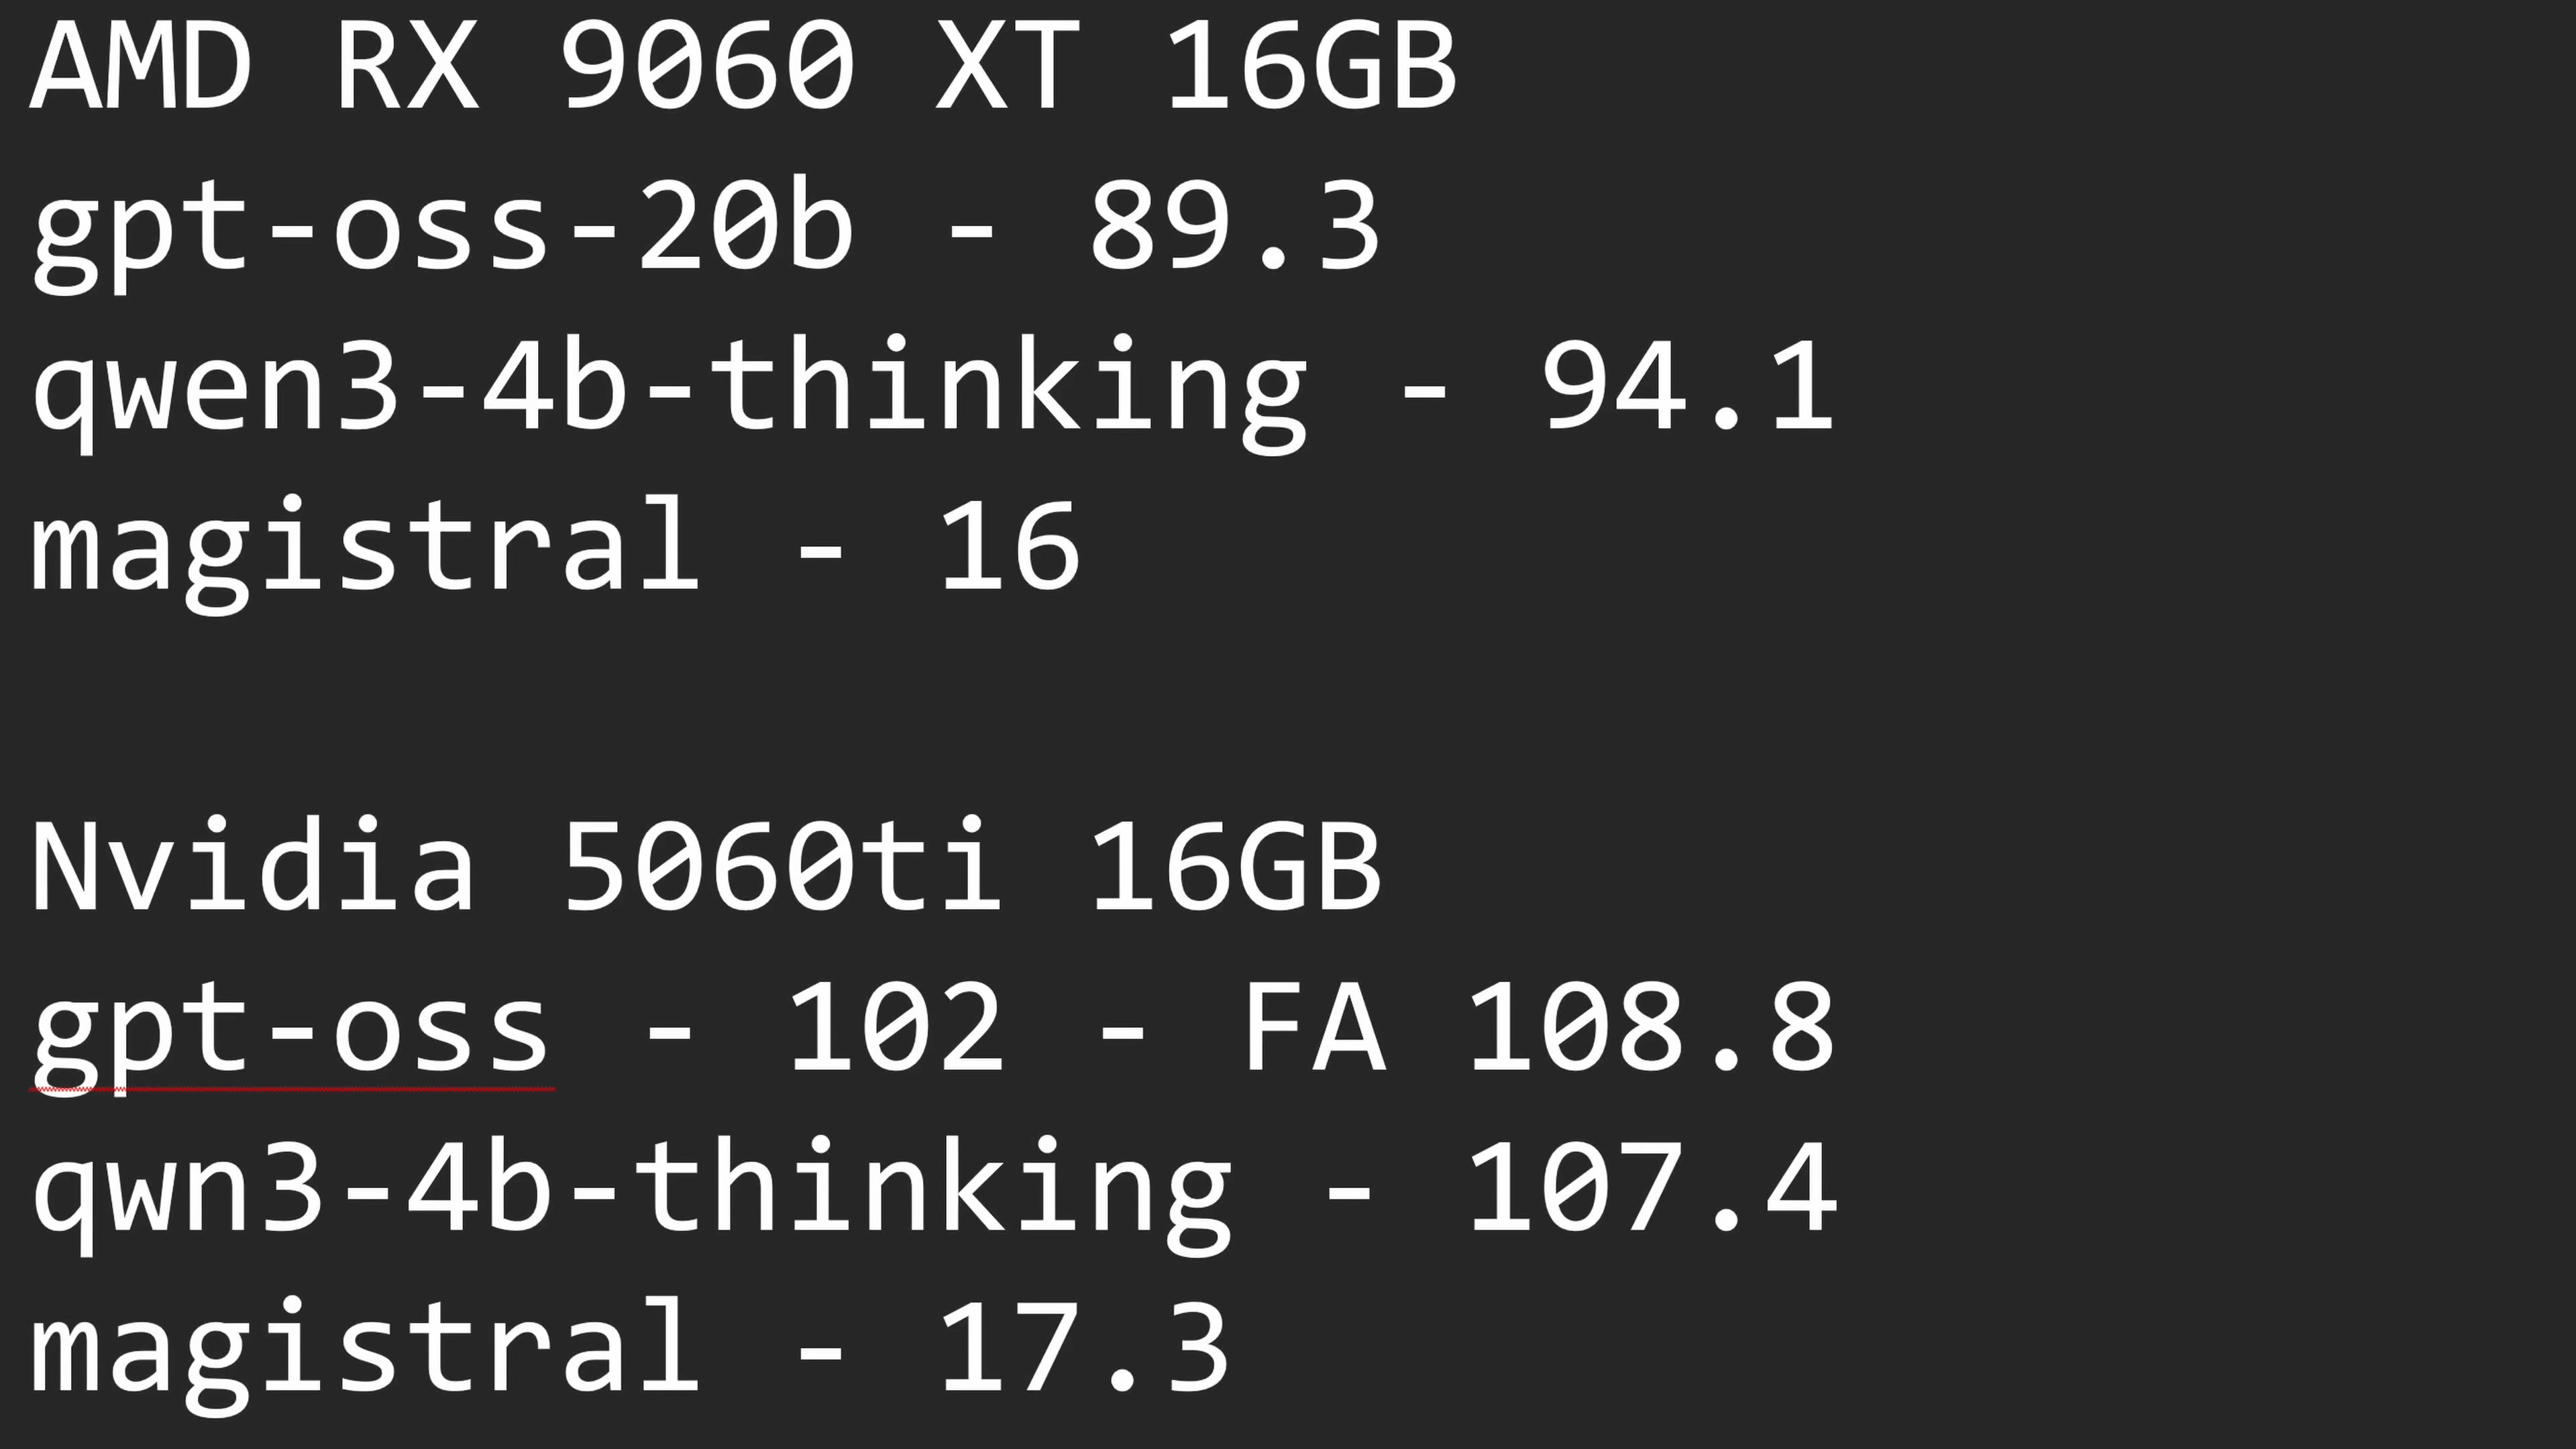 AMD RX 9060 XT 16GB
gpt-oss-20b - 89.3
qwen3-4b-thinking - 94.1
magistral - 16
Nvidia 5060ti 16GB
gpt-oss - 102 - FA 108.8
qwn3-4b-thinking - 107.4
magistral - 17.3